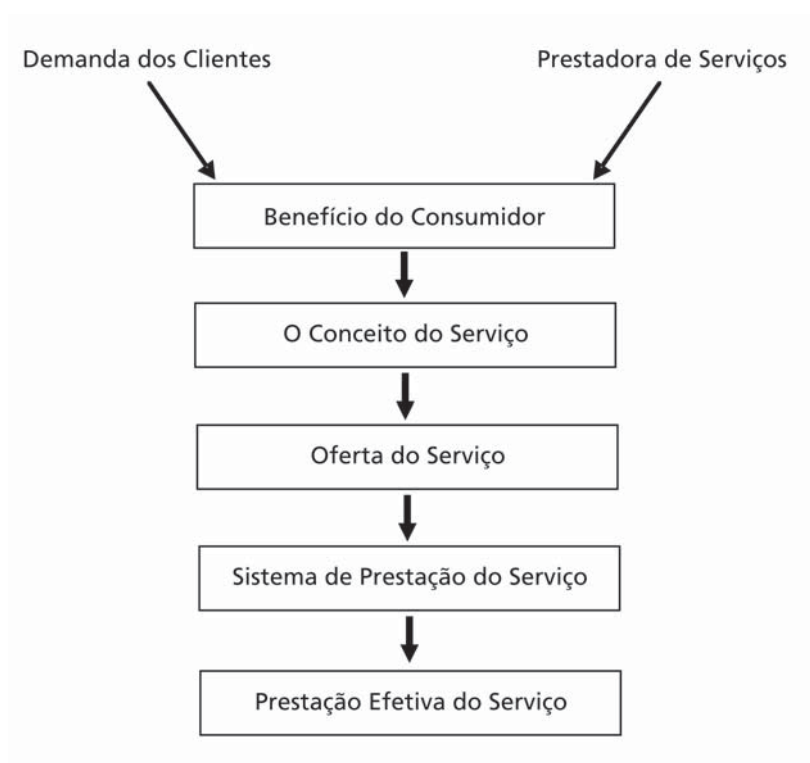 Demanda dos Clientes
Prestadora de Serviços
Benefício do Consumidor
O Conceito do Serviço
Oferta do Serviço
Sistema de Prestação do Serviço
Prestação Efetiva do Serviço